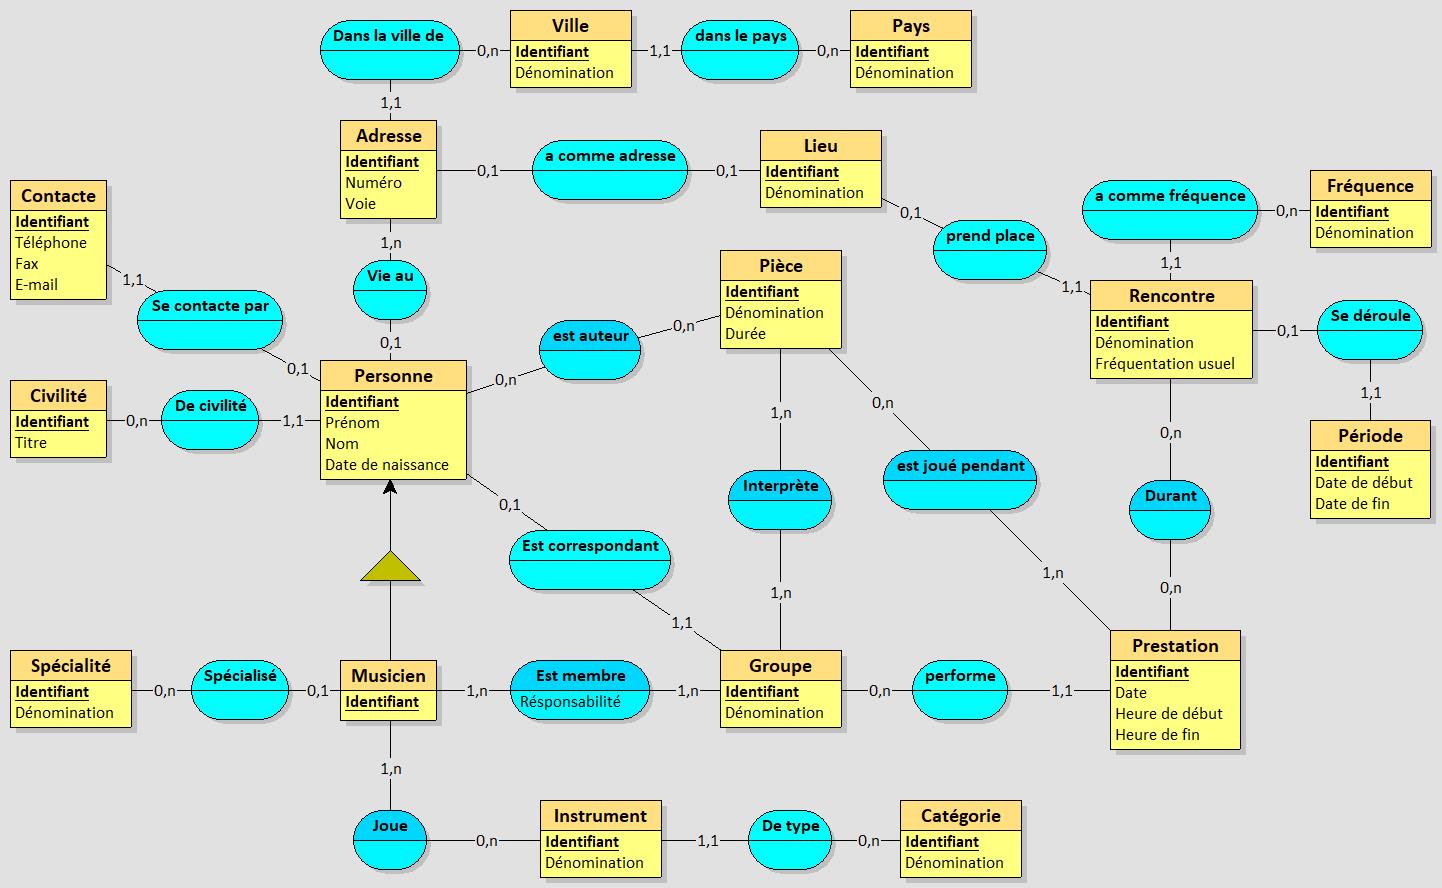 Dans la ville de
0,n
Ville
Identifiant
Dénomination
1,1
dans le pays
0,n
Pays
Identifiant
Dénomination
1,1
Adresse
Identifiant
Numéro
Voie
0,1
a comme adresse
0,1
Lieu
Identifiant
Dénomination
0,1
prend place
1,1
a comme fréquence
0,n
Fréquence
Identifiant
Dénomination
1,1
Contacte
Identifiant
Téléphone
Fax
E-mail
1,1
Se contacte par
0,1
1,n
Vie au
0,1
est auteur
0,n
0,n
Pièce
Identifiant
Dénomination
Durée
Rencontre
Identifiant
Dénomination
Fréquentation usuel
0,1
Se déroule
1,1
Période
Identifiant
Date de début
Date de fin
Civilité
Identifiant
Titre
0,n
De civilité
1,1
Personne
Identifiant
Prénom
Nom
Date de naissance
0,1
Est correspondant
1,1
1,n
Interprète
1,n
0,n
est joué pendant
1,n
0,n
Durant
0,n
Spécialité
Identifiant
Dénomination
0,n
Spécialisé
0,1
Musicien
Identifiant
1,n
Est membre
Résponsabilité
1,n
Groupe
Identifiant
Dénomination
0,n
performe
1,1
Prestation
Identifiant
Date
Heure de début
Heure de fin
1,n
Joue
0,n
Instrument
Identifiant
Dénomination
1,1
De type
0,n
Catégorie
Identifiant
Dénomination